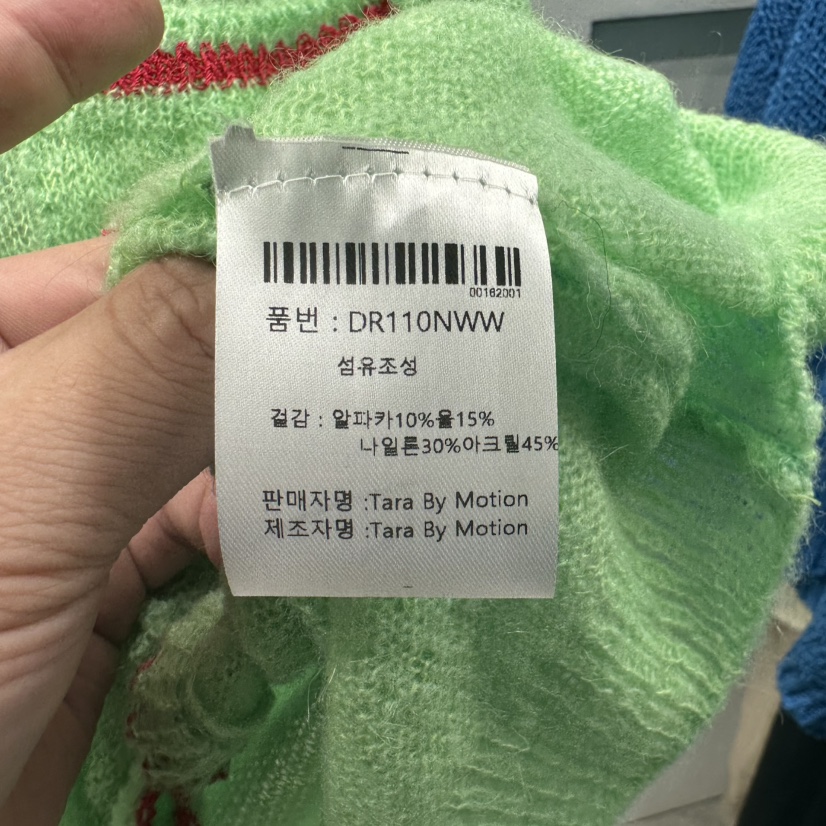 00162001
품번 : DR110NWW
섬유조성
겉감 : 알파카10%울15%
나일론30%아크릴45%
판매자명 :Tara By Motion
제조자명 :Tara By Motion